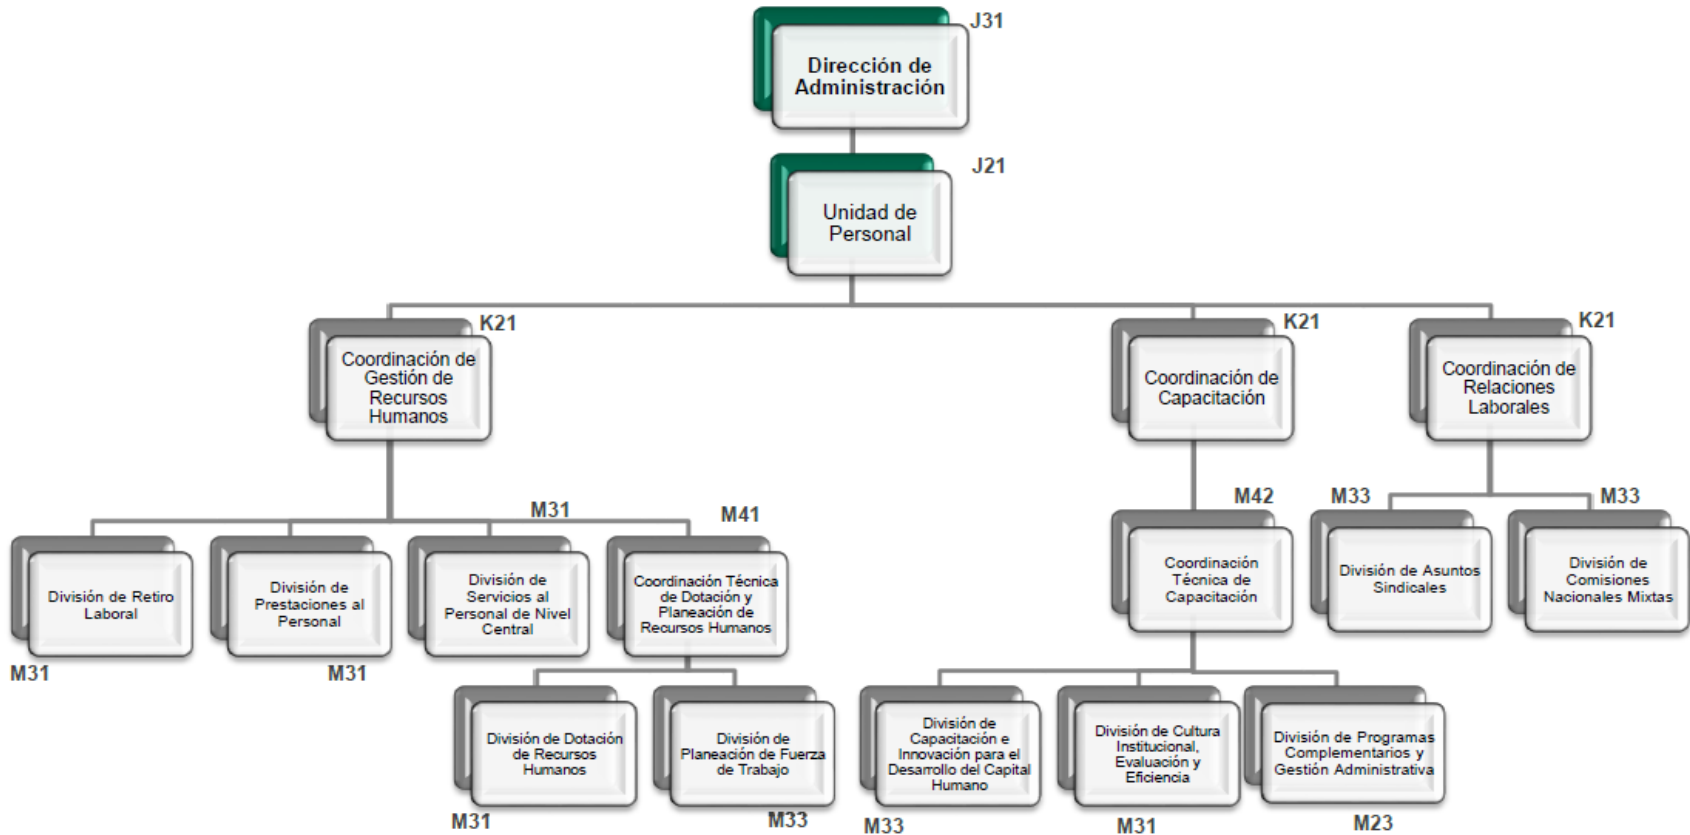 J31
Dirección de
Administración
J21
Unidad de
Personal
K21
Coordinación de
Gestión de
Recursos
Humanos
K21
Coordinación de
Capacitación
K21
Coordinación de
Relaciones
Laborales
División de Retiro
Laboral
M31
División de
Prestaciones al
Personal
M31
M31
División de
Servicios al
Personal de Nivel
Central
M41
Coordinación Técnica
de Dotación y
Planeación de
Recursos Humanos
M42
Coordinación
Técnica de
Capacitación
M33
División de Asuntos
Sindicales
M33
División de
Comisiones
Nacionales Mixtas
División de Dotación
de Recursos
Humanos
M31
División de
Planeación de Fuerza
de Trabajo
M33
División de
Capacitación e
Innovación para el
Desarrollo del Capital
Humano
M33
División de Cultura
Institucional,
Evaluación y
Eficiencia
M31
División de Programas
Complementarios y
Gestión Administrativa
M23